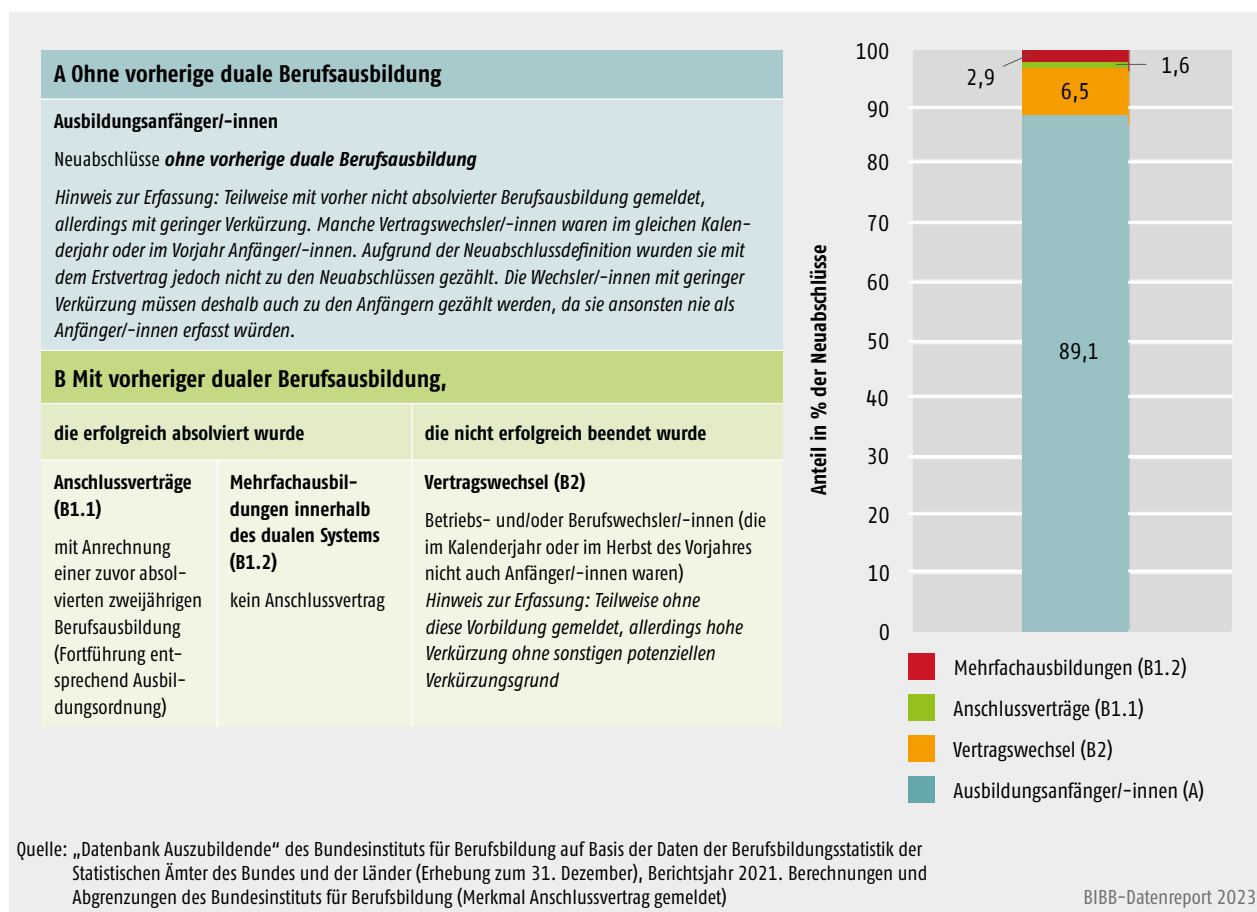 A Ohne vorherige duale Berufsausbildung
Ausbildungsanfänger/-innen
Neuabschlüsse ohne vorherige duale Berufsausbildung
Hinweis zur Erfassung: Teilweise mit vorher nicht absolvierter Berufsausbildung gemeldet,
allerdings mit geringer Verkürzung. Manche Vertragswechsler/-innen waren im gleichen Kalen-
derjahr oder im Vorjahr Anfänger/-innen. Aufgrund der Neuabschlussdefinition wurden sie mit
dem Erstvertrag jedoch nicht zu den Neuabschlüssen gezählt. Die Wechsler/-innen mit geringer
Verkürzung müssen deshalb auch zu den Anfängern gezählt werden, da sie ansonsten nie als
Anfänger/-innen erfasst würden.
B Mit vorheriger dualer Berufsausbildung,
die erfolgreich absolviert wurde
die nicht erfolgreich beendet wurde
Anschlussverträge
(B1.1)
mit Anrechnung
einer zuvor absol-
vierten zweijährigen
Berufsausbildung
(Fortführung ent-
sprechend Ausbil-
dungsordnung)
Mehrfachausbil-
dungen innerhalb
des dualen Systems
(B1.2)
kein Anschlussvertrag
Vertragswechsel (B2)
Betriebs- und/oder Berufswechsler/-innen (die
im Kalenderjahr oder im Herbst des Vorjahres
nicht auch Anfänger/-innen waren)
Hinweis zur Erfassung: Teilweise ohne
diese Vorbildung gemeldet, allerdings hohe
Verkürzung ohne sonstigen potenziellen
Verkürzungsgrund
Anteil in % der Neuabschlüsse
100
90
80
70
60
50
40
30
20
10
0
2,9
1,6
6,5
89,1
Mehrfachausbildungen (B1.2)
Anschlussverträge (B1.1)
Vertragswechsel (B2)
Ausbildungsanfänger/-innen (A)
Quelle: „Datenbank Auszubildende“ des Bundesinstituts für Berufsbildung auf Basis der Daten der Berufsbildungsstatistik der
Statistischen Ämter des Bundes und der Länder (Erhebung zum 31. Dezember), Berichtsjahr 2021. Berechnungen und
Abgrenzungen des Bundesinstituts für Berufsbildung (Merkmal Anschlussvertrag gemeldet)
BIBB-Datenreport 2023